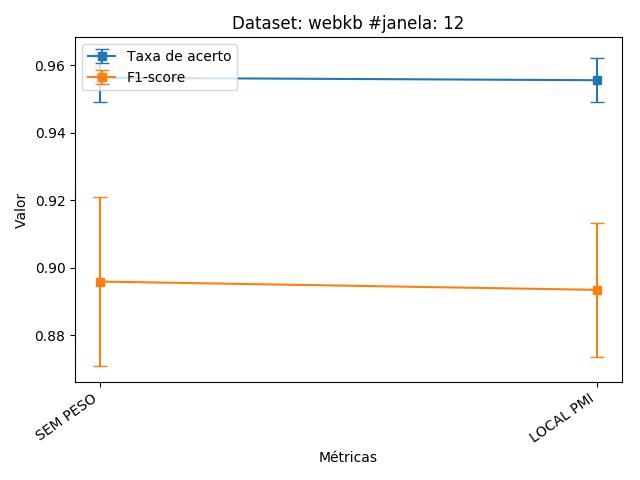 Dataset: webkb #janela: 12
Taxa de acerto
F1-score
0.96
0.94
0.92
0.90
0.88
Valor
SEM PESO
LOCAL PMI
Métricas